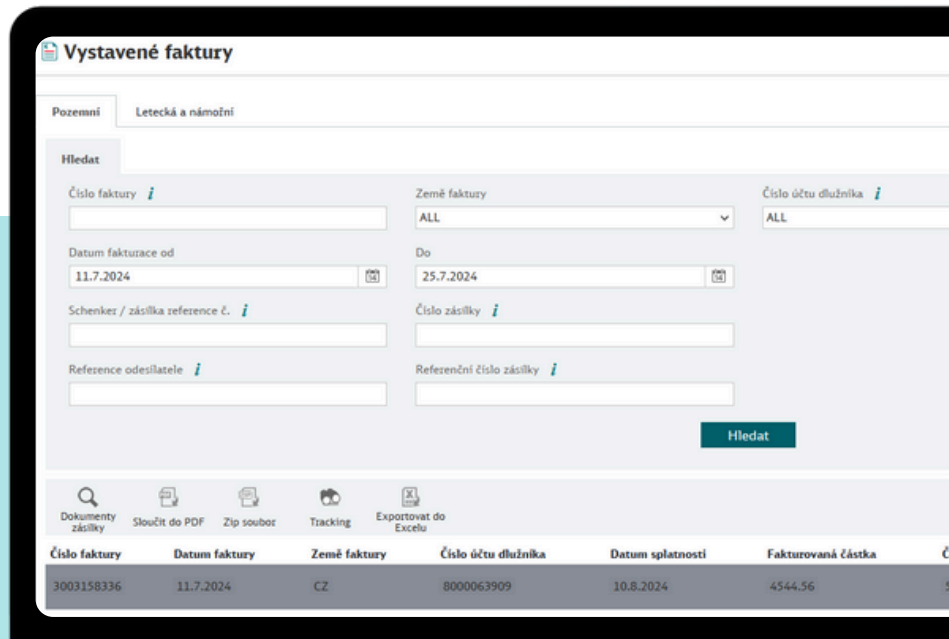 Vystavené faktury
Pozemní Letecká a námořní
Hledat
Číslo faktury i Země faktury Číslo účtu dlužníka i
ALL ALL
Datum fakturace od Do
11.7.2024 25.7.2024
Schenker / zásilka reference č. i Číslo zásilky i
Reference odesílatele i Referenční číslo zásilky i
Hledat
Dokumenty zásilky Sloučit do PDF Zip soubor Tracking Exportovat do Excelu
Číslo faktury Datum faktury Země faktury Číslo účtu dlužníka Datum splatnosti Fakturovaná částka
3003158336 11.7.2024 CZ 8000063909 10.8.2024 4544.56